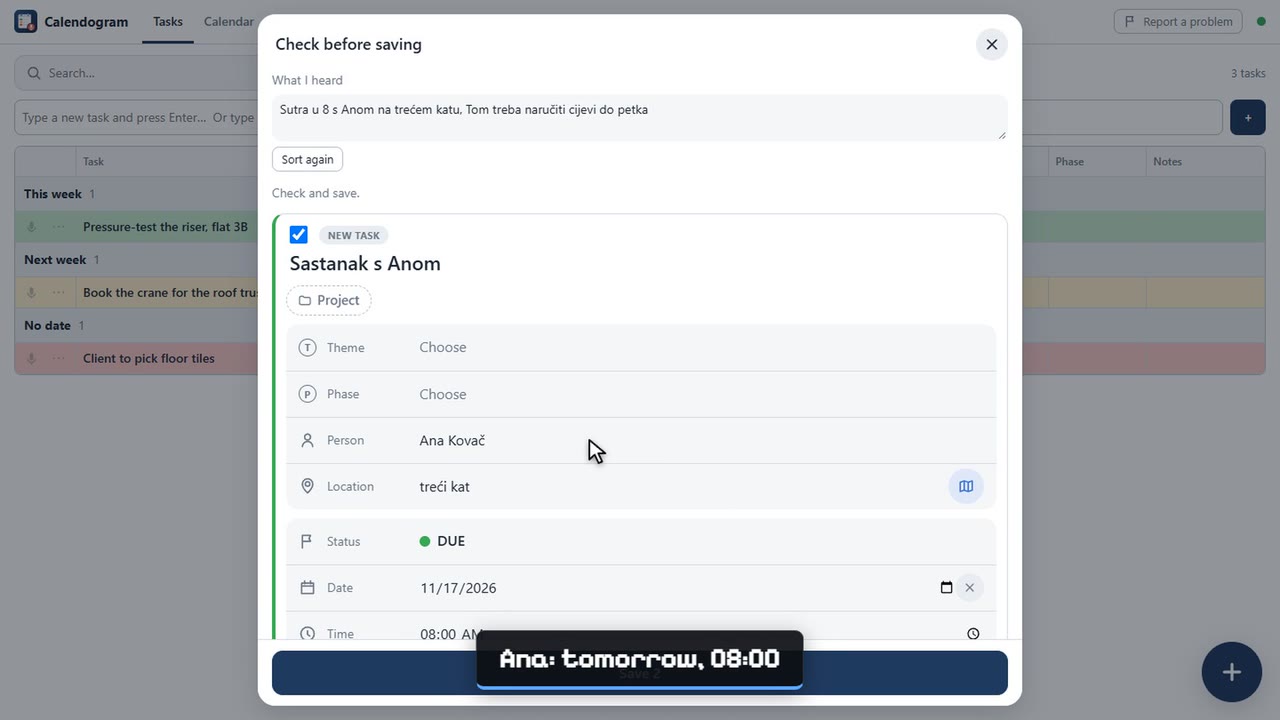 Calendogram Tasks Calendar Report a problem
Search... 3 tasks
Type a new task and press Enter... Or type +
Task Phase Notes
This week 1
Pressure-test the riser, flat 3B
Next week 1
Book the crane for the roof
No date 1
Client to pick floor tiles
Check before saving
What I heard
Sutra u 8 s Anom na trećem katu, Tom treba naručiti cijevi do petka
Sort again
Check and save.
NEW TASK
Sastanak s Anom
Project
T Theme Choose
P Phase Choose
Person Ana Kovač
Location treći kat
Status DUE
Date 11/17/2026
Time 08:00 AM
Save 2
Ana: tomorrow, 08:00
+